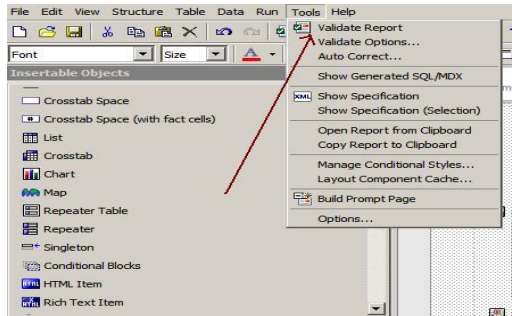 File Edit View Structure Table Data Run Tools Help
Font Size A
Insertable Objects
Crosstab Space
Crosstab Space (with fact cells)
List
Crosstab
Chart
Map
Repeater Table
Repeater
Singleton
Conditional Blocks
HTML Item
Rich Text Item
Validate Report
Validate Options...
Auto Correct...
Show Generated SQL/MDX
XML Show Specification
Show Specification (Selection)
Open Report from Clipboard
Copy Report to Clipboard
Manage Conditional Styles...
Layout Component Cache...
Build Prompt Page
Options...